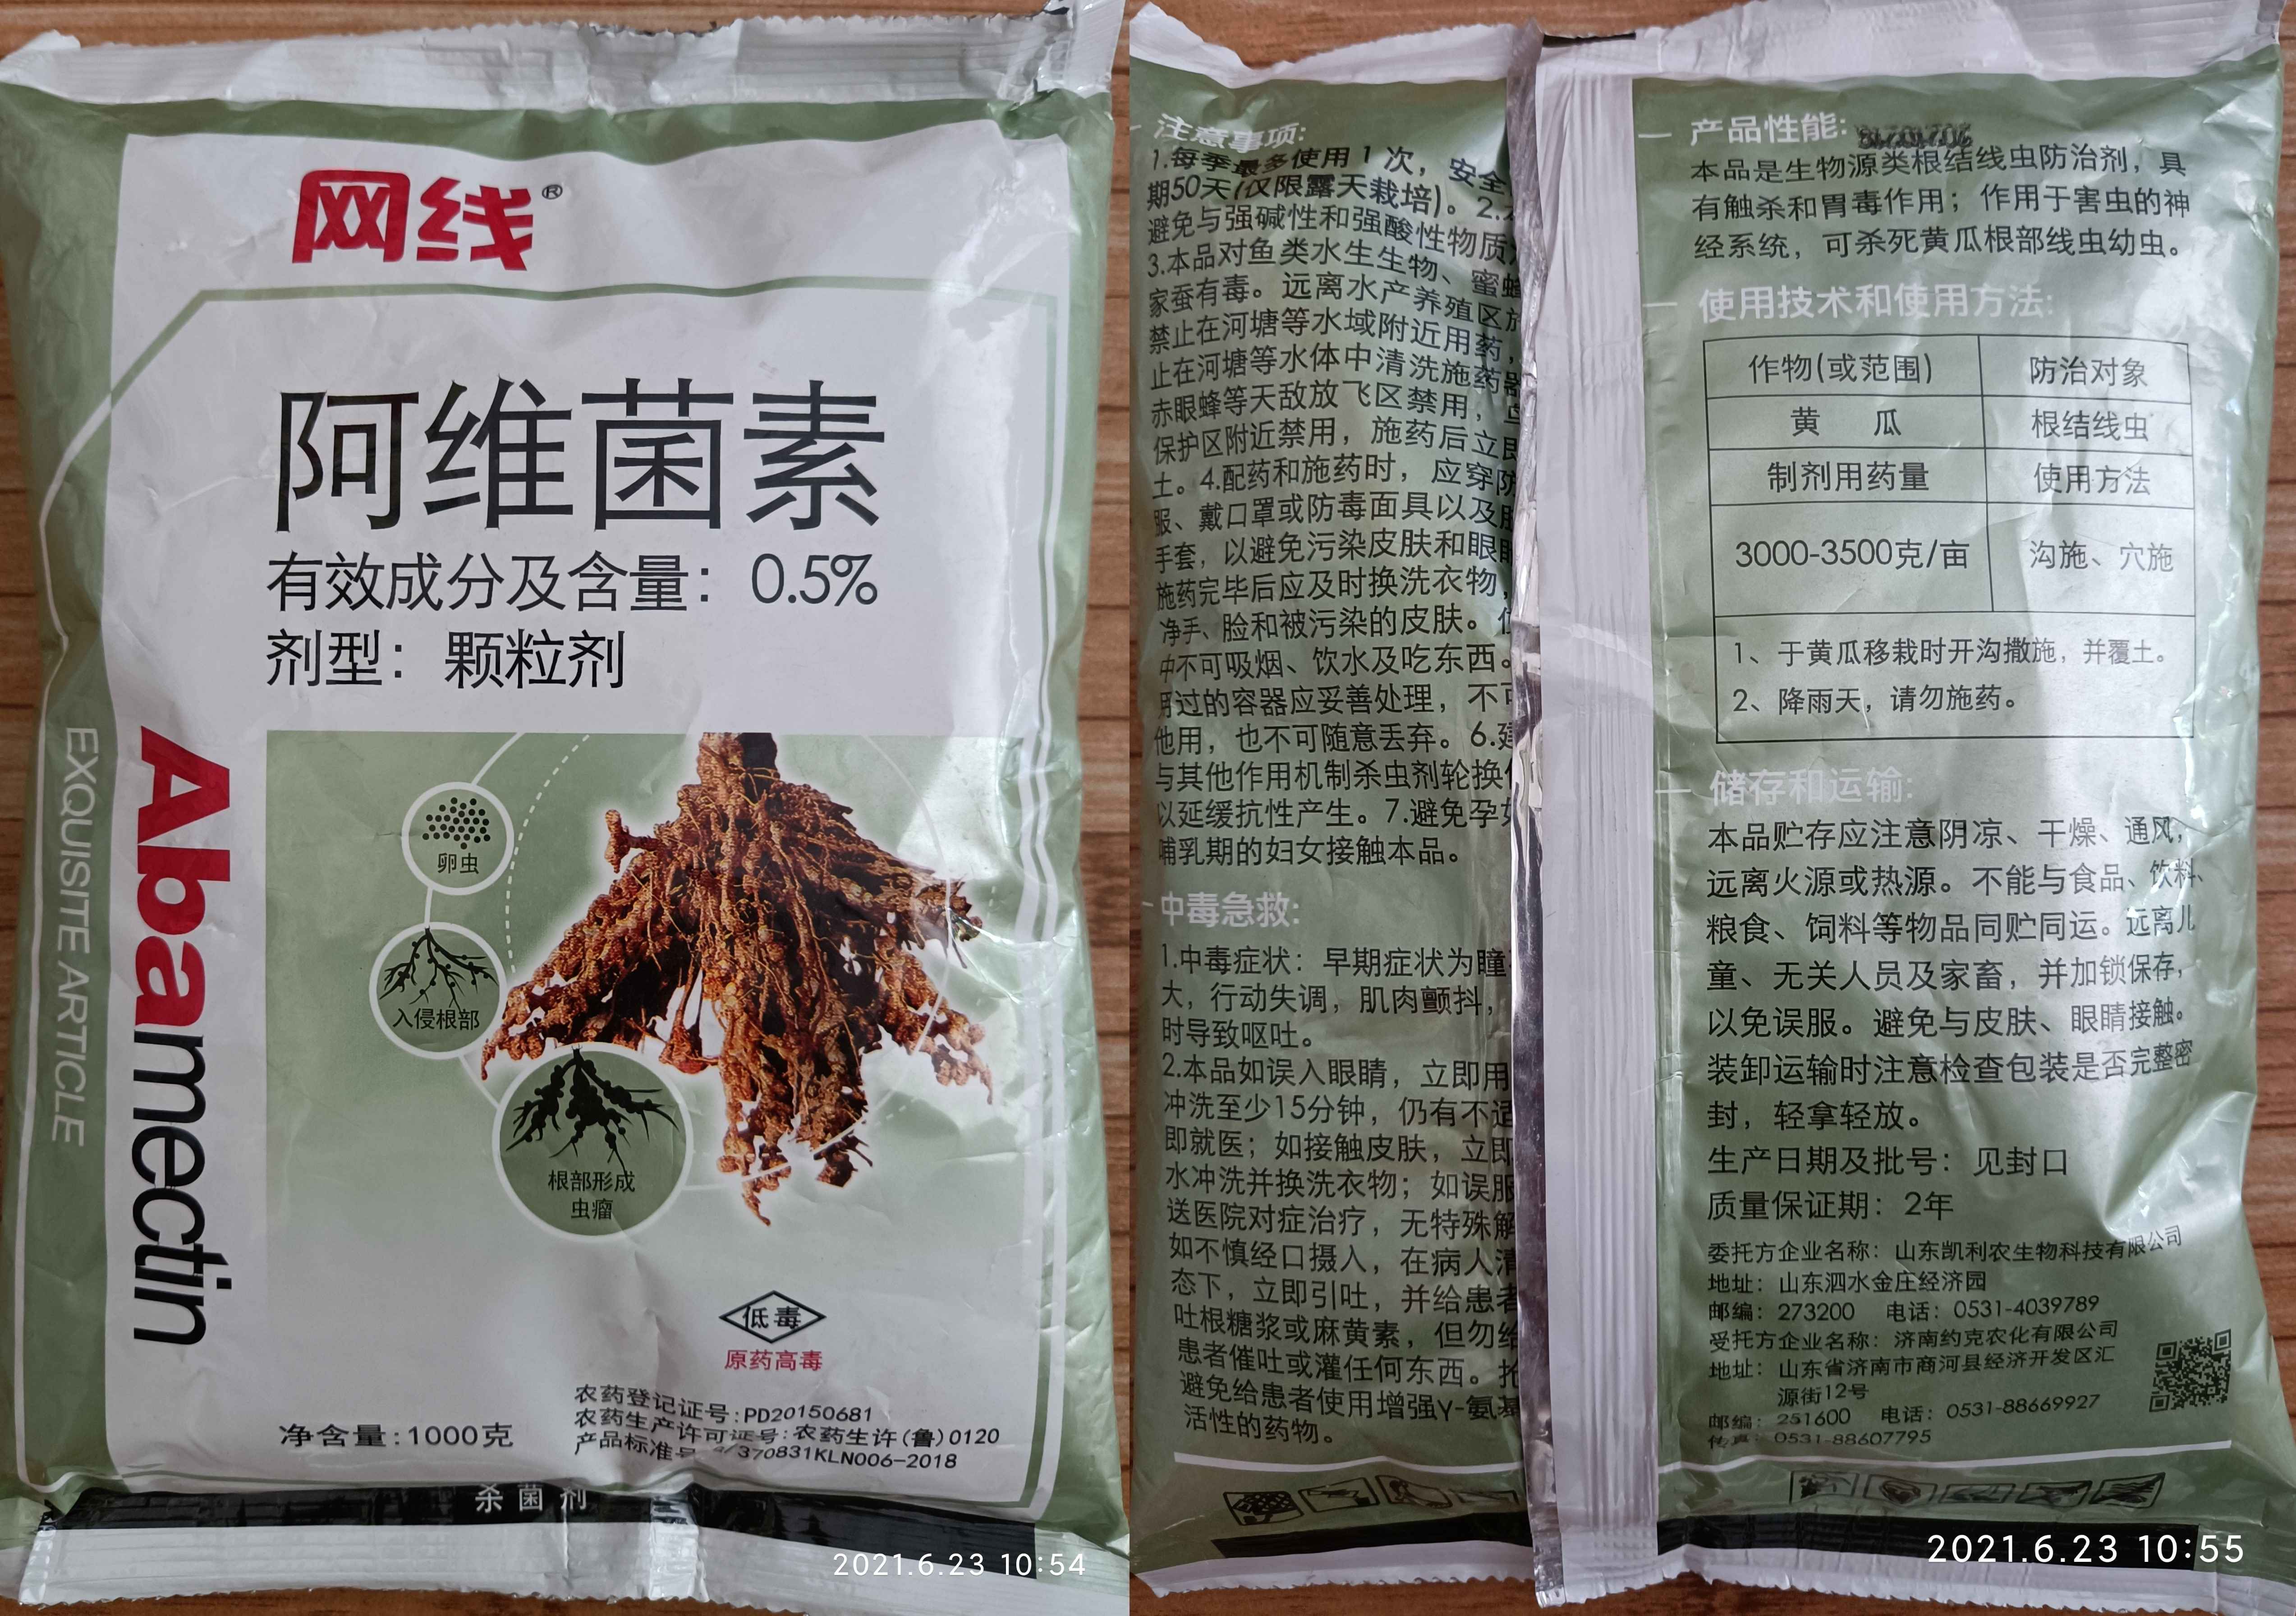 网线®
阿维菌素
有效成分及含量：0.5%
剂型：颗粒剂
EXQUISITE ARTICLE
Abamectin
卵虫
入侵根部
根部形成
虫瘤
低毒
原药高毒
净含量:1000克
农药登记证号:PD20150681
农药生产许可证号:农药生许(鲁)0120
产品标准号 370831KLN006-2018
杀菌剂
2021.6.23 10:54
注意事项:
1.每季最多使用1次，安全
期50天(仅限露天栽培)。2.
避免与强碱性和强酸性物质
3.本品对鱼类水生生物、蜜蜂
家蚕有毒。远离水产养殖区
禁止在河塘等水域附近用药，
止在河塘等水体中清洗施药器
赤眼蜂等天敌放飞区禁用，
保护区附近禁用，施药后立即
土。4.配药和施药时，应穿防
服、戴口罩或防毒面具以及
手套，以避免污染皮肤和眼睛
施药完毕后应及时换洗衣物，
净手、脸和被污染的皮肤。
中不可吸烟、饮水及吃东西。
用过的容器应妥善处理，不可
他用，也不可随意丢弃。6.建
与其他作用机制杀虫剂轮换
以延缓抗性产生。7.避免孕妇
哺乳期的妇女接触本品。
中毒急救:
1.中毒症状：早期症状为瞳
大，行动失调，肌肉颤抖，
时导致呕吐。
2.本品如误入眼睛，立即用
冲洗至少15分钟，仍有不适
即就医；如接触皮肤，立即
水冲洗并换洗衣物；如误服
送医院对症治疗，无特殊解
如不慎经口摄入，在病人清
态下，立即引吐，并给患者
吐根糖浆或麻黄素，但勿给
患者催吐或灌任何东西。抢
避免给患者使用增强γ-氨基
活性的药物。
产品性能:
本品是生物源类根结线虫防治剂，具
有触杀和胃毒作用；作用于害虫的神
经系统，可杀死黄瓜根部线虫幼虫。
使用技术和使用方法:
作物(或范围) 防治对象
黄 瓜 根结线虫
制剂用药量 使用方法
3000-3500克/亩 沟施、穴施
1、于黄瓜移栽时开沟撒施，并覆土。
2、降雨天，请勿施药。
储存和运输:
本品贮存应注意阴凉、干燥、通风，
远离火源或热源。不能与食品、饮料、
粮食、饲料等物品同贮同运。远离儿
童、无关人员及家畜，并加锁保存，
以免误服。避免与皮肤、眼睛接触。
装卸运输时注意检查包装是否完整密
封，轻拿轻放。
生产日期及批号：见封口
质量保证期：2年
委托方企业名称：山东凯利农生物科技有限公司
地址：山东泗水金庄经济园
邮编：273200 电话：0531-4039789
受托方企业名称：济南约克农化有限公司
地址：山东省济南市商河县经济开发区汇
源街12号
邮编：251600 电话：0531-88669927
传真：0531-88607795
2021.6.23 10:55